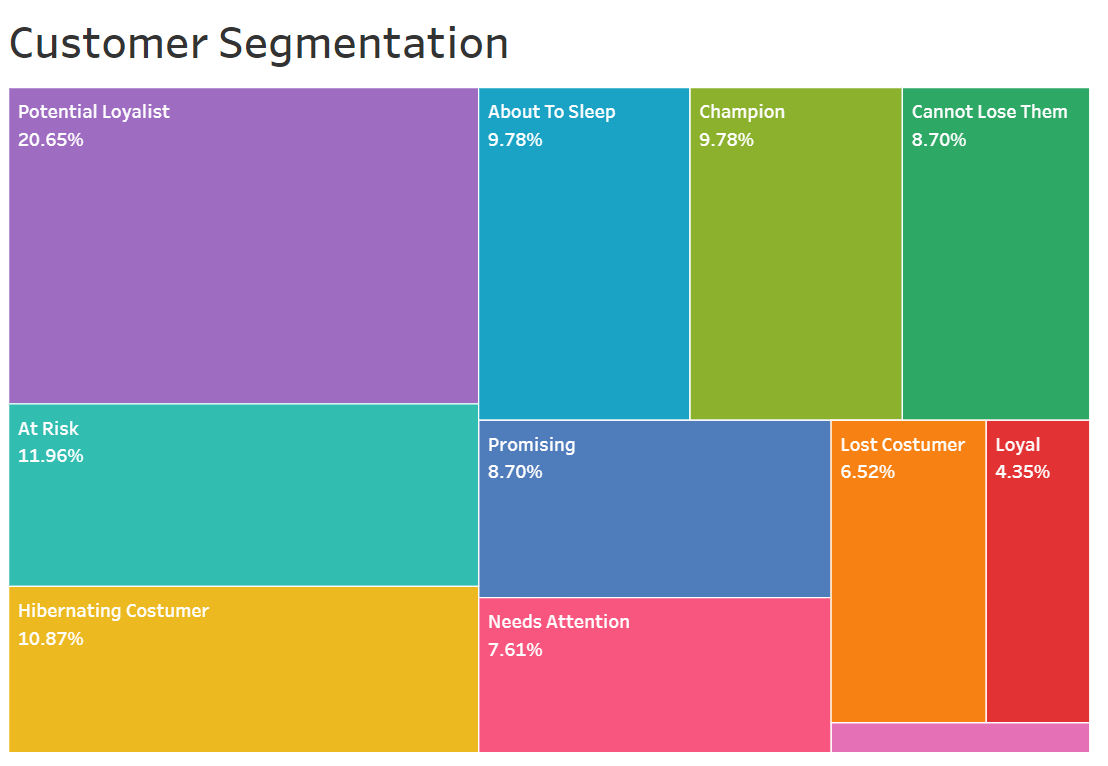 Customer Segmentation
Potential Loyalist
20.65%
About To Sleep
9.78%
Champion
9.78%
Cannot Lose Them
8.70%
At Risk
11.96%
Promising
8.70%
Lost Costumer
6.52%
Loyal
4.35%
Hibernating Costumer
10.87%
Needs Attention
7.61%